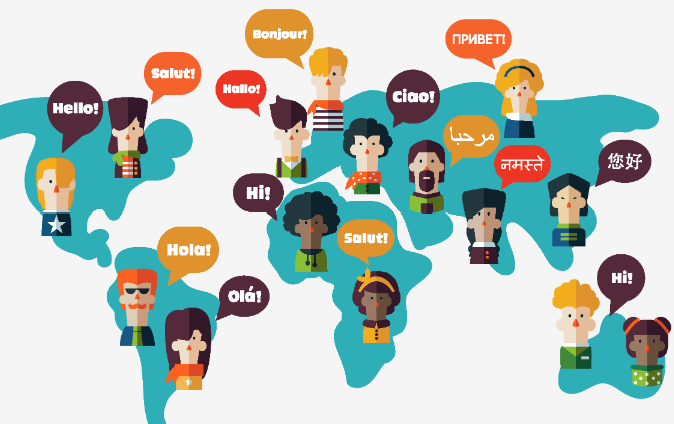 Bonjour!
ПРИВЕТ!
Salut!
Hallo!
Ciao!
Hello!
مرحبا
नमस्ते
您好
Hi!
Salut!
Hola!
Hi!
Olá!